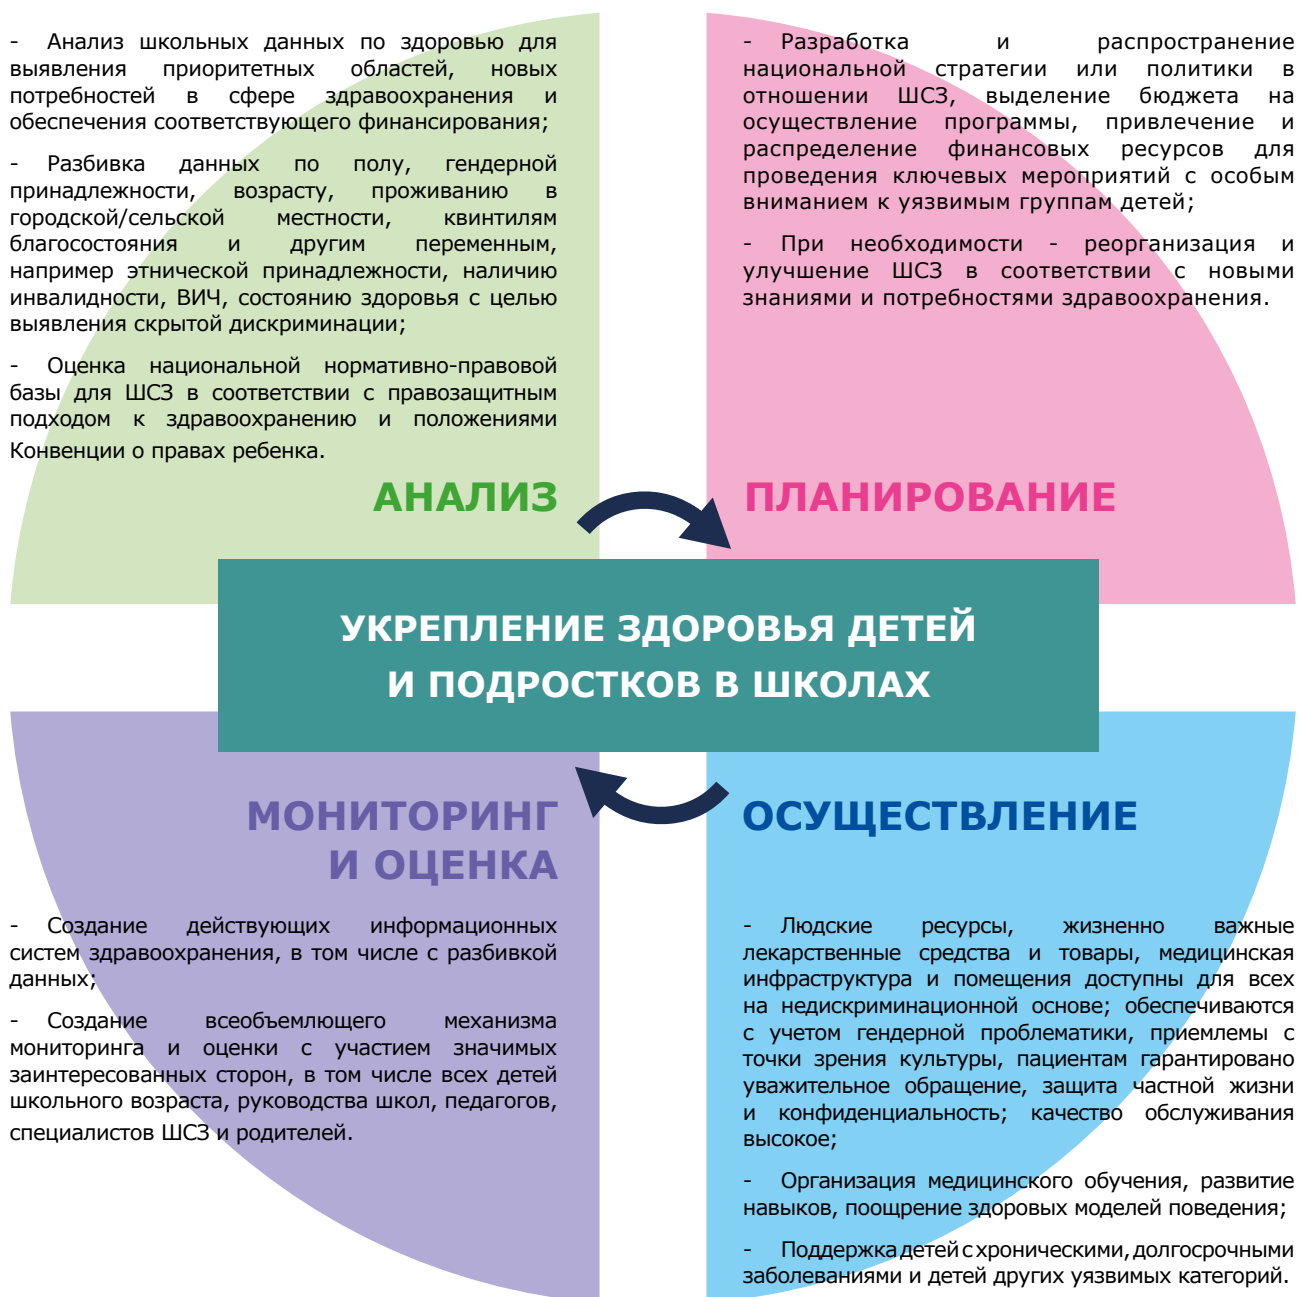 - Анализ школьных данных по здоровью для
выявления приоритетных областей, новых
потребностей в сфере здравоохранения и
обеспечения соответствующего финансирования;
- Разбивка данных по полу, гендерной
принадлежности, возрасту, проживанию в
городской/сельской местности, квинтилям
благосостояния и другим переменным,
например этнической принадлежности, наличию
инвалидности, ВИЧ, состоянию здоровья с целью
выявления скрытой дискриминации;
- Оценка национальной нормативно-правовой
базы для ШСЗ в соответствии с правозащитным
подходом к здравоохранению и положениями
Конвенции о правах ребенка.
АНАЛИЗ
- Разработка и распространение
национальной стратегии или политики в
отношении ШСЗ, выделение бюджета на
осуществление программы, привлечение и
распределение финансовых ресурсов для
проведения ключевых мероприятий с особым
вниманием к уязвимым группам детей;
- При необходимости - реорганизация и
улучшение ШСЗ в соответствии с новыми
знаниями и потребностями здравоохранения.
ПЛАНИРОВАНИЕ
УКРЕПЛЕНИЕ ЗДОРОВЬЯ ДЕТЕЙ
И ПОДРОСТКОВ В ШКОЛАХ
МОНИТОРИНГ
И ОЦЕНКА
- Создание действующих информационных
систем здравоохранения, в том числе с разбивкой
данных;
- Создание всеобъемлющего механизма
мониторинга и оценки с участием значимых
заинтересованных сторон, в том числе всех детей
школьного возраста, руководства школ, педагогов,
специалистов ШСЗ и родителей.
ОСУЩЕСТВЛЕНИЕ
- Людские ресурсы, жизненно важные
лекарственные средства и товары, медицинская
инфраструктура и помещения доступны для всех
на недискриминационной основе; обеспечиваются
с учетом гендерной проблематики, приемлемы с
точки зрения культуры, пациентам гарантировано
уважительное обращение, защита частной жизни
и конфиденциальность; качество обслуживания
высокое;
- Организация медицинского обучения, развитие
навыков, поощрение здоровых моделей поведения;
- Поддержка детей с хроническими, долгосрочными
заболеваниями и детей других уязвимых категорий.